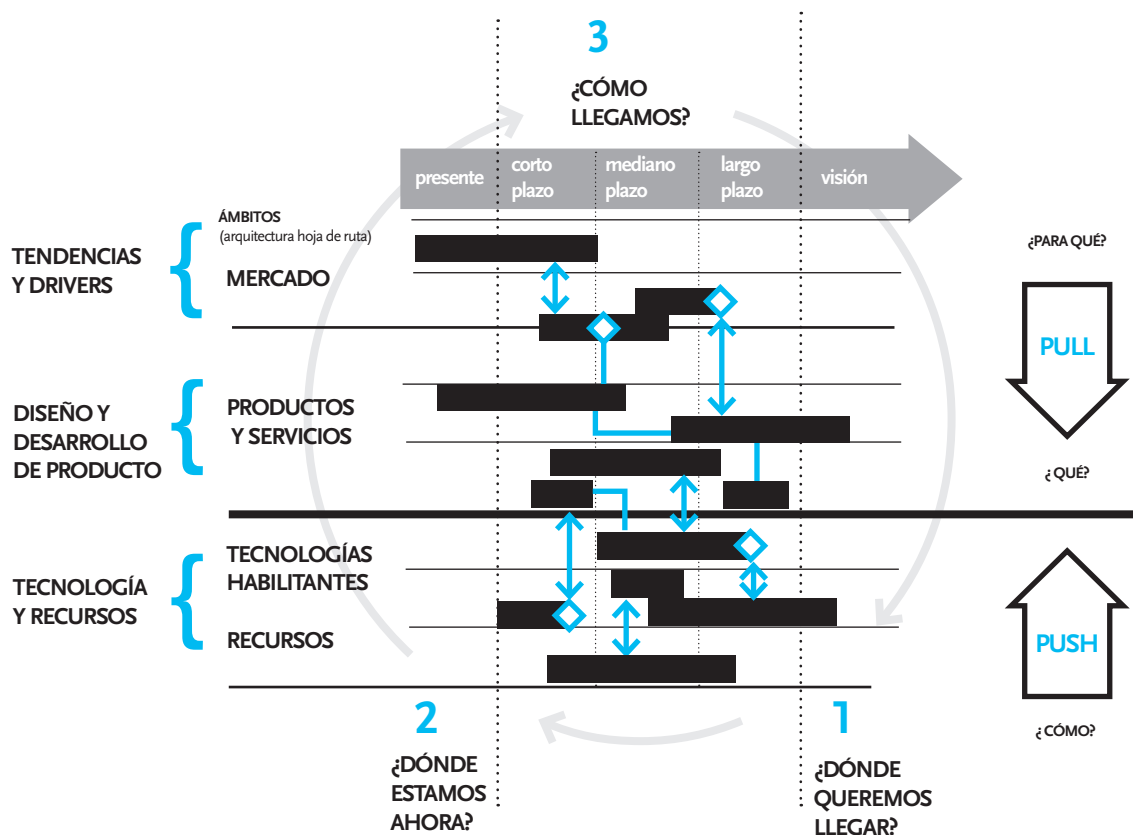 3
¿CÓMO
LLEGAMOS?
presente
corto
plazo
mediano
plazo
largo
plazo
visión
ÁMBITOS
(arquitectura hoja de ruta)
TENDENCIAS
Y DRIVERS
MERCADO
¿PARA QUÉ?
PULL
DISEÑO Y
DESARROLLO
DE PRODUCTO
PRODUCTOS
Y SERVICIOS
¿ QUÉ?
TECNOLOGÍA
Y RECURSOS
TECNOLOGÍAS
HABILITANTES
RECURSOS
PUSH
¿ CÓMO?
2
¿DÓNDE
ESTAMOS
AHORA?
1
¿DÓNDE
QUEREMOS
LLEGAR?